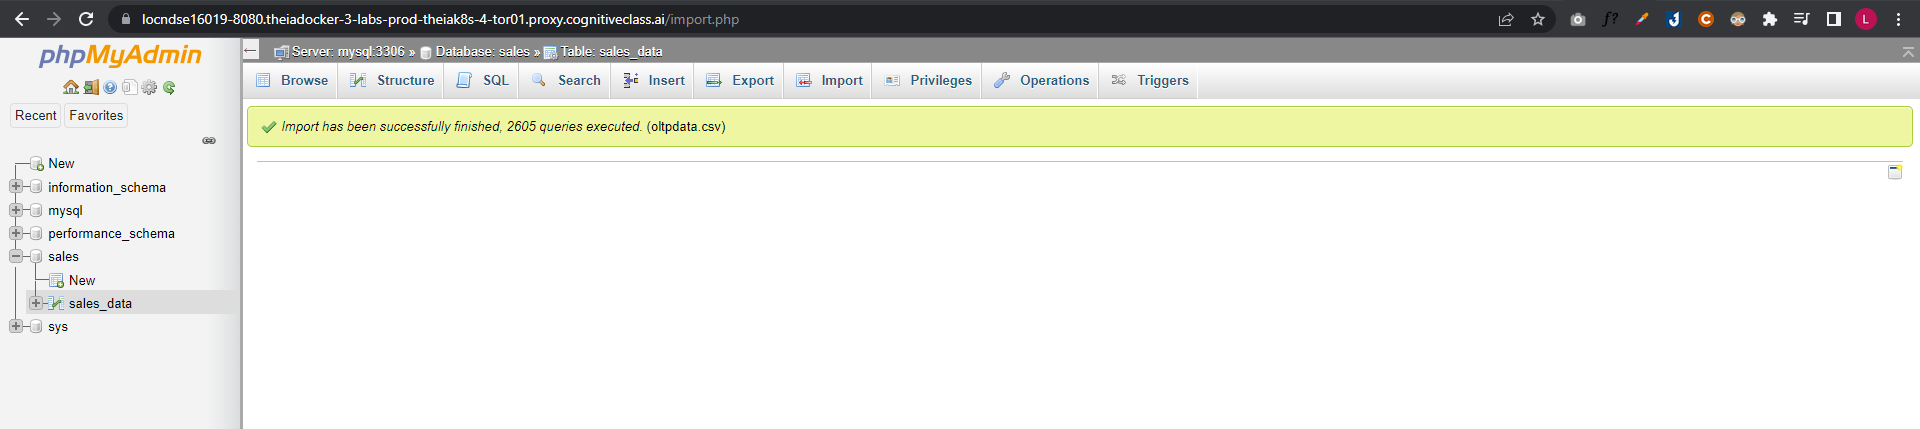 locndse16019-8080.theiadocker-3-labs-prod-theiak8s-4-tor01.proxy.cognitiveclass.ai/import.php
f?
C
L
phpMyAdmin
Server: mysql:3306 » Database: sales » Table: sales_data
Browse Structure SQL Search Insert Export Import Privileges Operations Triggers
Recent Favorites
Import has been successfully finished, 2605 queries executed. (oltpdata.csv)
New
information_schema
mysql
performance_schema
sales
New
sales_data
sys